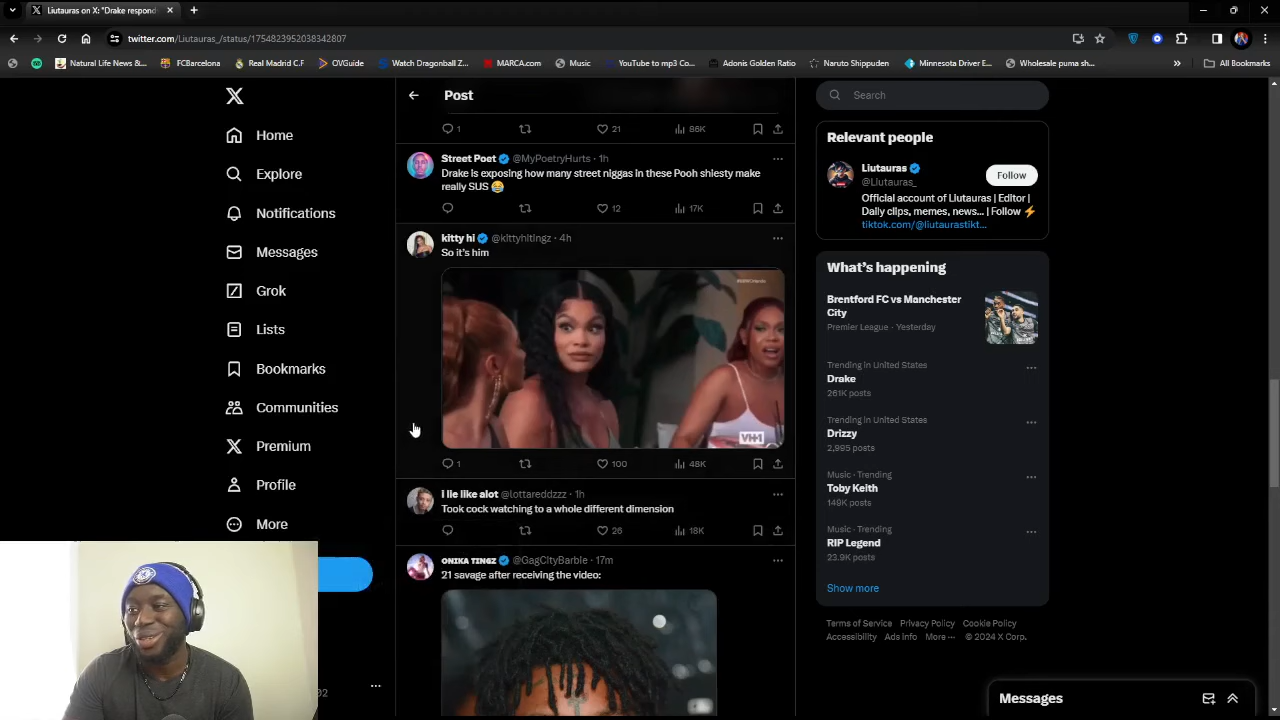 Liutauras on X: "Drake respond
twitter.com/Liutauras_/status/1754823952038342807
Natural Life News &...
FCBarcelona
Real Madrid C.F
OVGuide
Watch Dragonball Z...
MARCA.com
Music
YouTube to mp3 Co...
Adonis Golden Ratio
Naruto Shippuden
Minnesota Driver E...
Wholesale puma sh...
All Bookmarks
Home
Explore
Notifications
Messages
Grok
Lists
Bookmarks
Communities
Premium
Profile
More
Post
1 21 86K
Street Poet @MyPoetryHurts · 1h
Drake is exposing how many street niggas in these Pooh shiesty make
really SUS 😂
12 17K
kitty hi @kittyhitingz · 4h
So it's him
VH1
1 100 48K
i lie like alot @lottareddzzz · 1h
Took cock watching to a whole different dimension
26 18K
ONIKA TINGZ @GagCityBarbie · 17m
21 savage after receiving the video:
Search
Relevant people
Liutauras
@Liutauras_
Follow
Official account of Liutauras | Editor |
Daily clips, memes, news... | Follow ⚡
tiktok.com/@liutaurastikt...
What's happening
Brentford FC vs Manchester
City
Premier League · Yesterday
Trending in United States
Drake
261K posts
Trending in United States
Drizzy
2,995 posts
Music · Trending
Toby Keith
149K posts
Music · Trending
RIP Legend
23.9K posts
Show more
Terms of Service Privacy Policy Cookie Policy
Accessibility Ads info More ··· © 2024 X Corp.
Messages